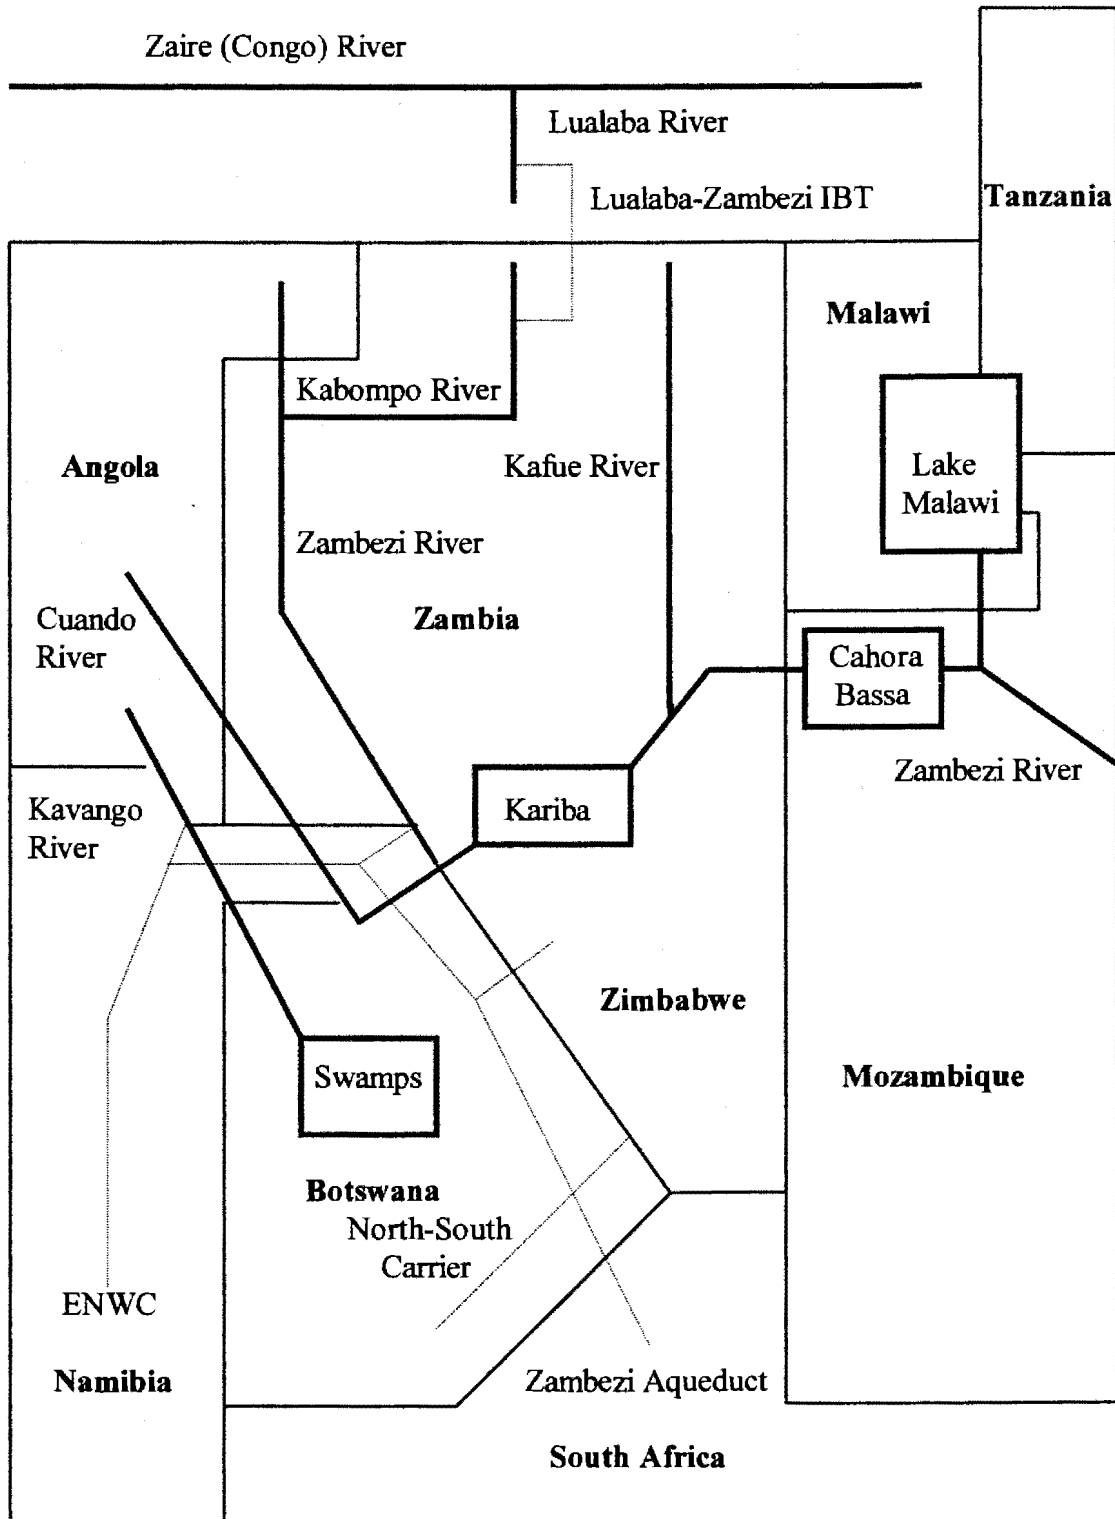 Zaire (Congo) River
Lualaba River
Lualaba-Zambezi IBT
Tanzania
Malawi
Kabompo River
Angola
Kafue River
Lake
Malawi
Zambezi River
Cuando
River
Zambia
Cahora
Bassa
Zambezi River
Kavango
River
Kariba
Zimbabwe
Swamps
Mozambique
Botswana
North-South
Carrier
ENWC
Namibia
Zambezi Aqueduct
South Africa